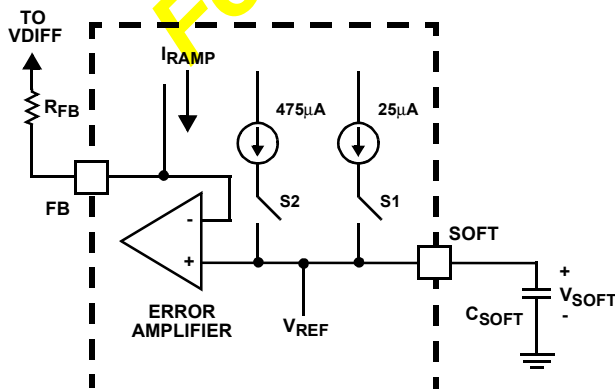 TO
VDIFF
IRAMP
RFB
475µA
25µA
S2
S1
FB
SOFT
-
+
+
VSOFT
-
CSOFT
ERROR
AMPLIFIER
VREF